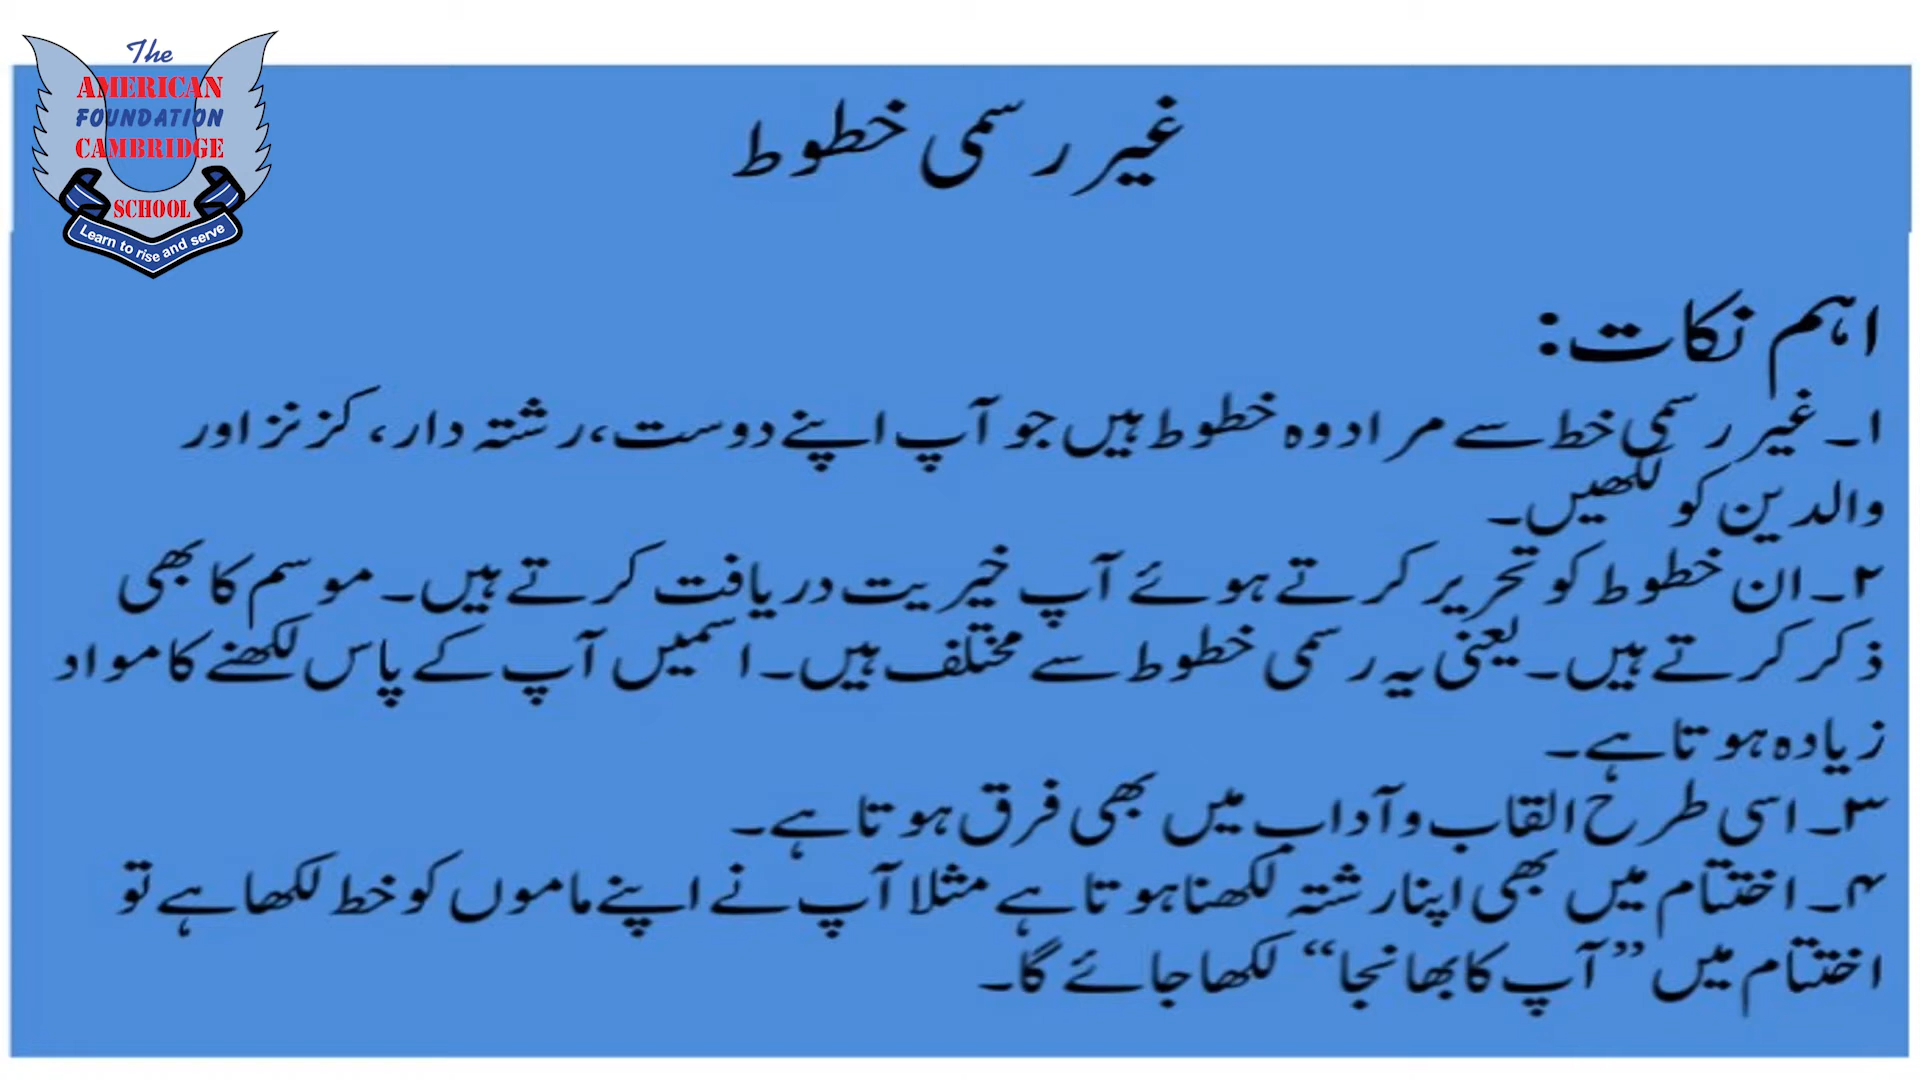 The
AMERICAN
FOUNDATION
CAMBRIDGE
SCHOOL
Learn to rise and serve
غیر رسمی خطوط
اہم نکات:
۱۔ غیر رسمی خط سے مراد وہ خطوط ہیں جو آپ اپنے دوست، رشتہ دار، کزنز اور
والدین کو لکھیں۔
۲۔ ان خطوط کو تحریر کرتے ہوئے آپ خیریت دریافت کرتے ہیں۔ موسم کا بھی
ذکر کرتے ہیں۔ یعنی یہ رسمی خطوط سے مختلف ہیں۔ اسمیں آپ کے پاس لکھنے کا مواد
زیادہ ہوتا ہے۔
۳۔ اسی طرح القاب و آداب میں بھی فرق ہوتا ہے۔
۴۔ اختتام میں بھی اپنا رشتہ لکھنا ہوتا ہے مثلا آپ نے اپنے ماموں کو خط لکھا ہے تو
اختتام میں ”آپ کا بھانجا“ لکھا جائے گا۔